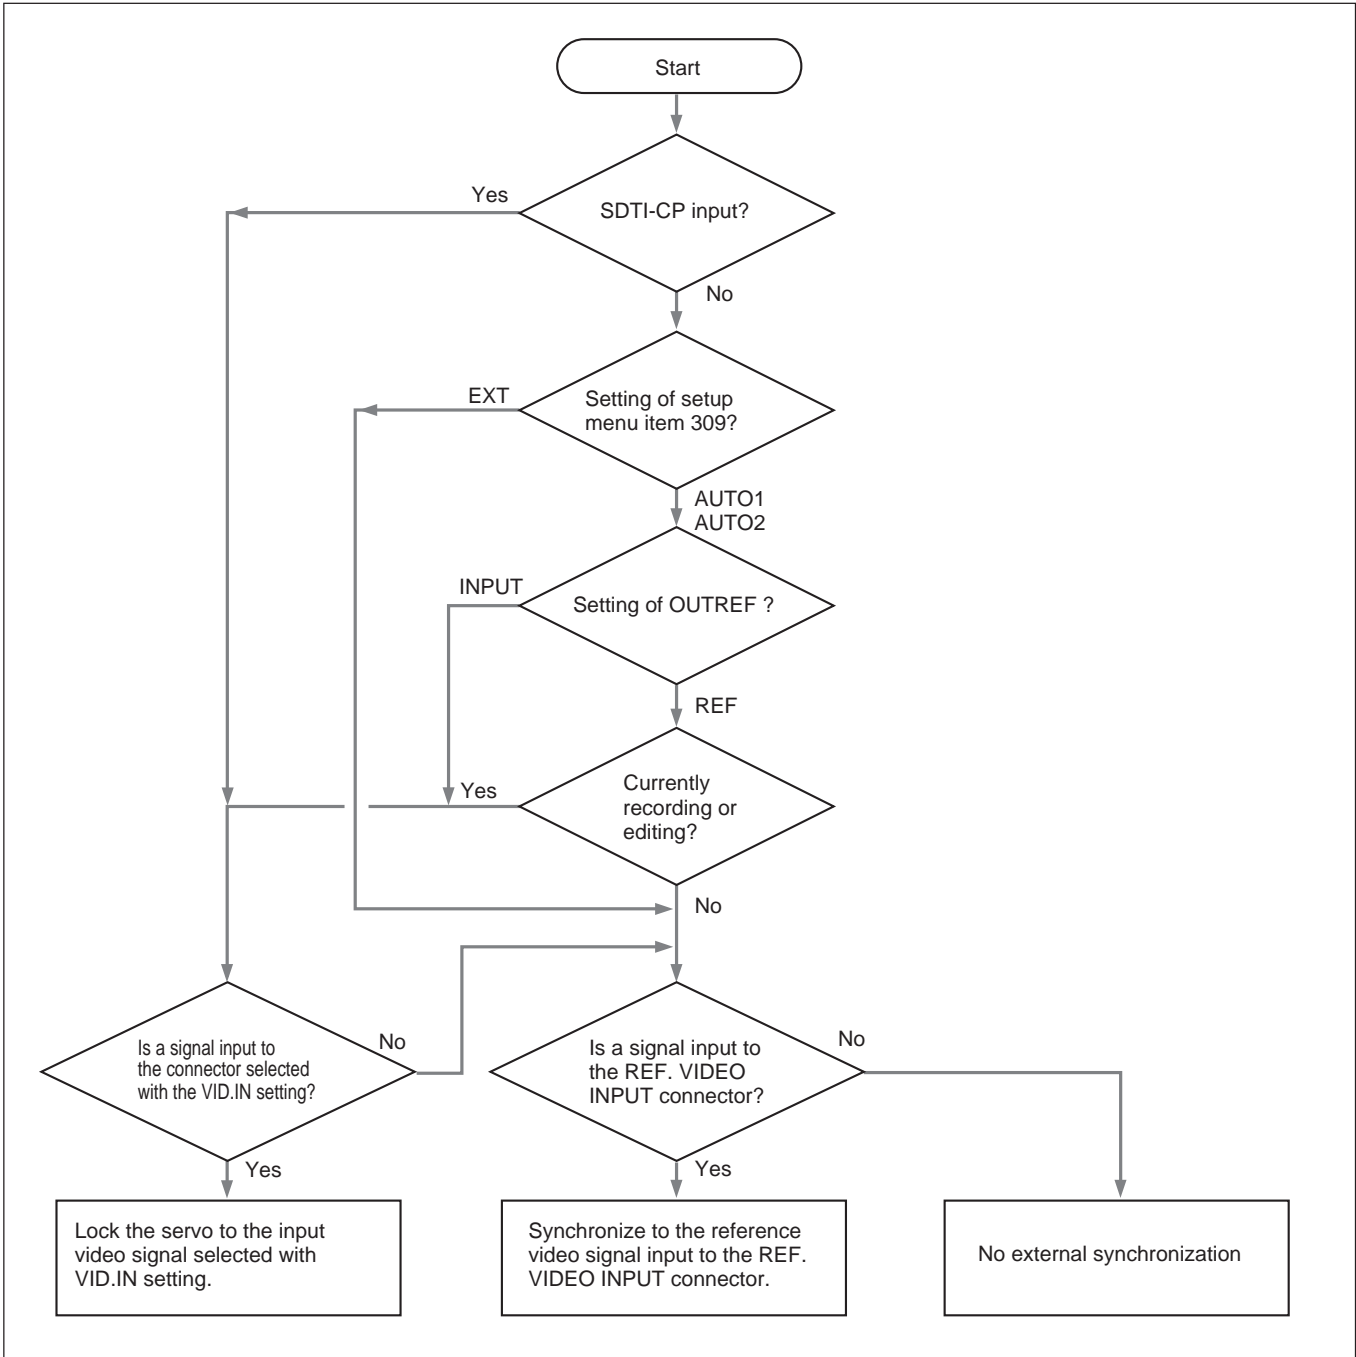 Start
Yes
SDTI-CP input?
No
EXT
Setting of setup
menu item 309?
AUTO1
AUTO2
INPUT
Setting of OUTREF ?
REF
Yes
Currently
recording or
editing?
No
Is a signal input to
the connector selected
with the VID.IN setting?
No
Is a signal input to
the REF. VIDEO
INPUT connector?
No
Yes
Yes
Lock the servo to the input
video signal selected with
VID.IN setting.
Synchronize to the reference
video signal input to the REF.
VIDEO INPUT connector.
No external synchronization